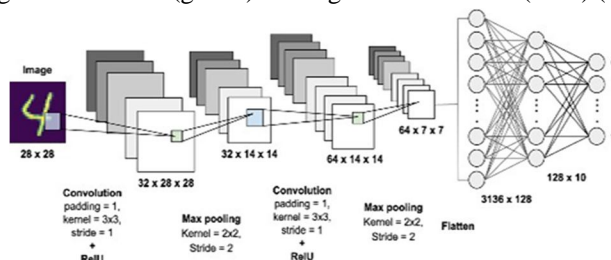 Image
28 x 28
Convolution
padding = 1,
kernel = 3x3,
stride = 1
+
RelU
32 x 28 x 28
Max pooling
Kernel = 2x2,
Stride = 2
32 x 14 x 14
Convolution
padding = 1,
kernel = 3x3,
stride = 1
+
RelU
64 x 14 x 14
Max pooling
Kernel = 2x2,
Stride = 2
64 x 7 x 7
Flatten
3136 x 128
128 x 10